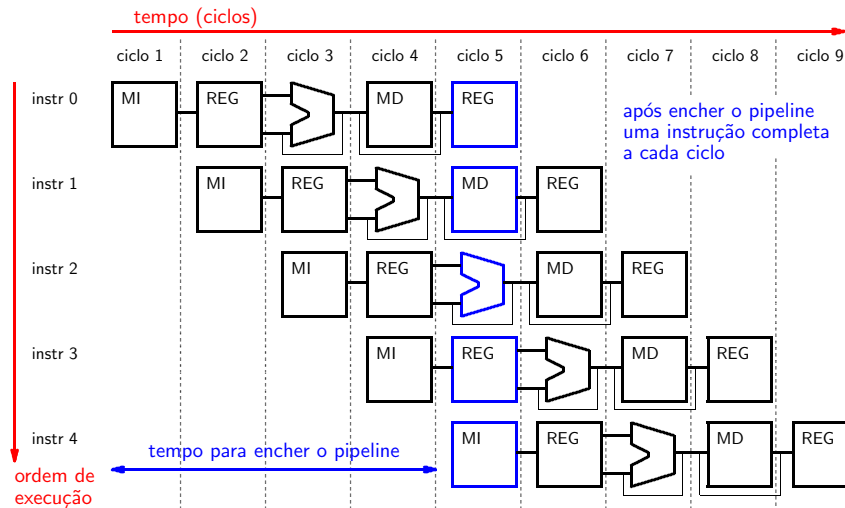 tempo (ciclos)
ciclo 1 ciclo 2 ciclo 3 ciclo 4 ciclo 5 ciclo 6 ciclo 7 ciclo 8 ciclo 9
instr 0 MI REG MD REG
após encher o pipeline
uma instrução completa
a cada ciclo
instr 1 MI REG MD REG
instr 2 MI REG MD REG
instr 3 MI REG MD REG
instr 4 MI REG MD REG
tempo para encher o pipeline
ordem de
execução